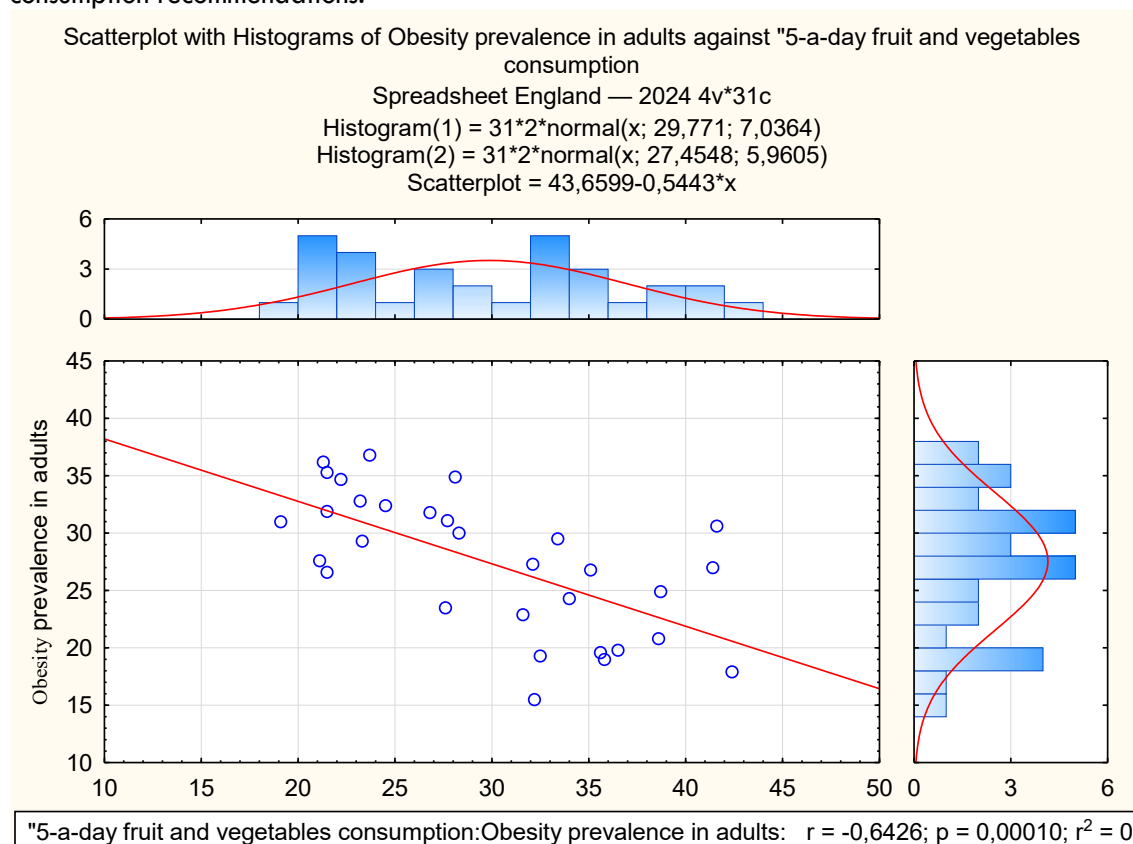 consumption recommendations.
Scatterplot with Histograms of Obesity prevalence in adults against "5-a-day fruit and vegetables
consumption
Spreadsheet England — 2024 4v*31c
Histogram(1) = 31*2*normal(x; 29,771; 7,0364)
Histogram(2) = 31*2*normal(x; 27,4548; 5,9605)
Scatterplot = 43,6599-0,5443*x
6
3
0
45
40
35
30
25
20
15
10
Obesity prevalence in adults
10 15 20 25 30 35 40 45 50
0 3 6
"5-a-day fruit and vegetables consumption:Obesity prevalence in adults: r = -0,6426; p = 0,00010; r² = 0